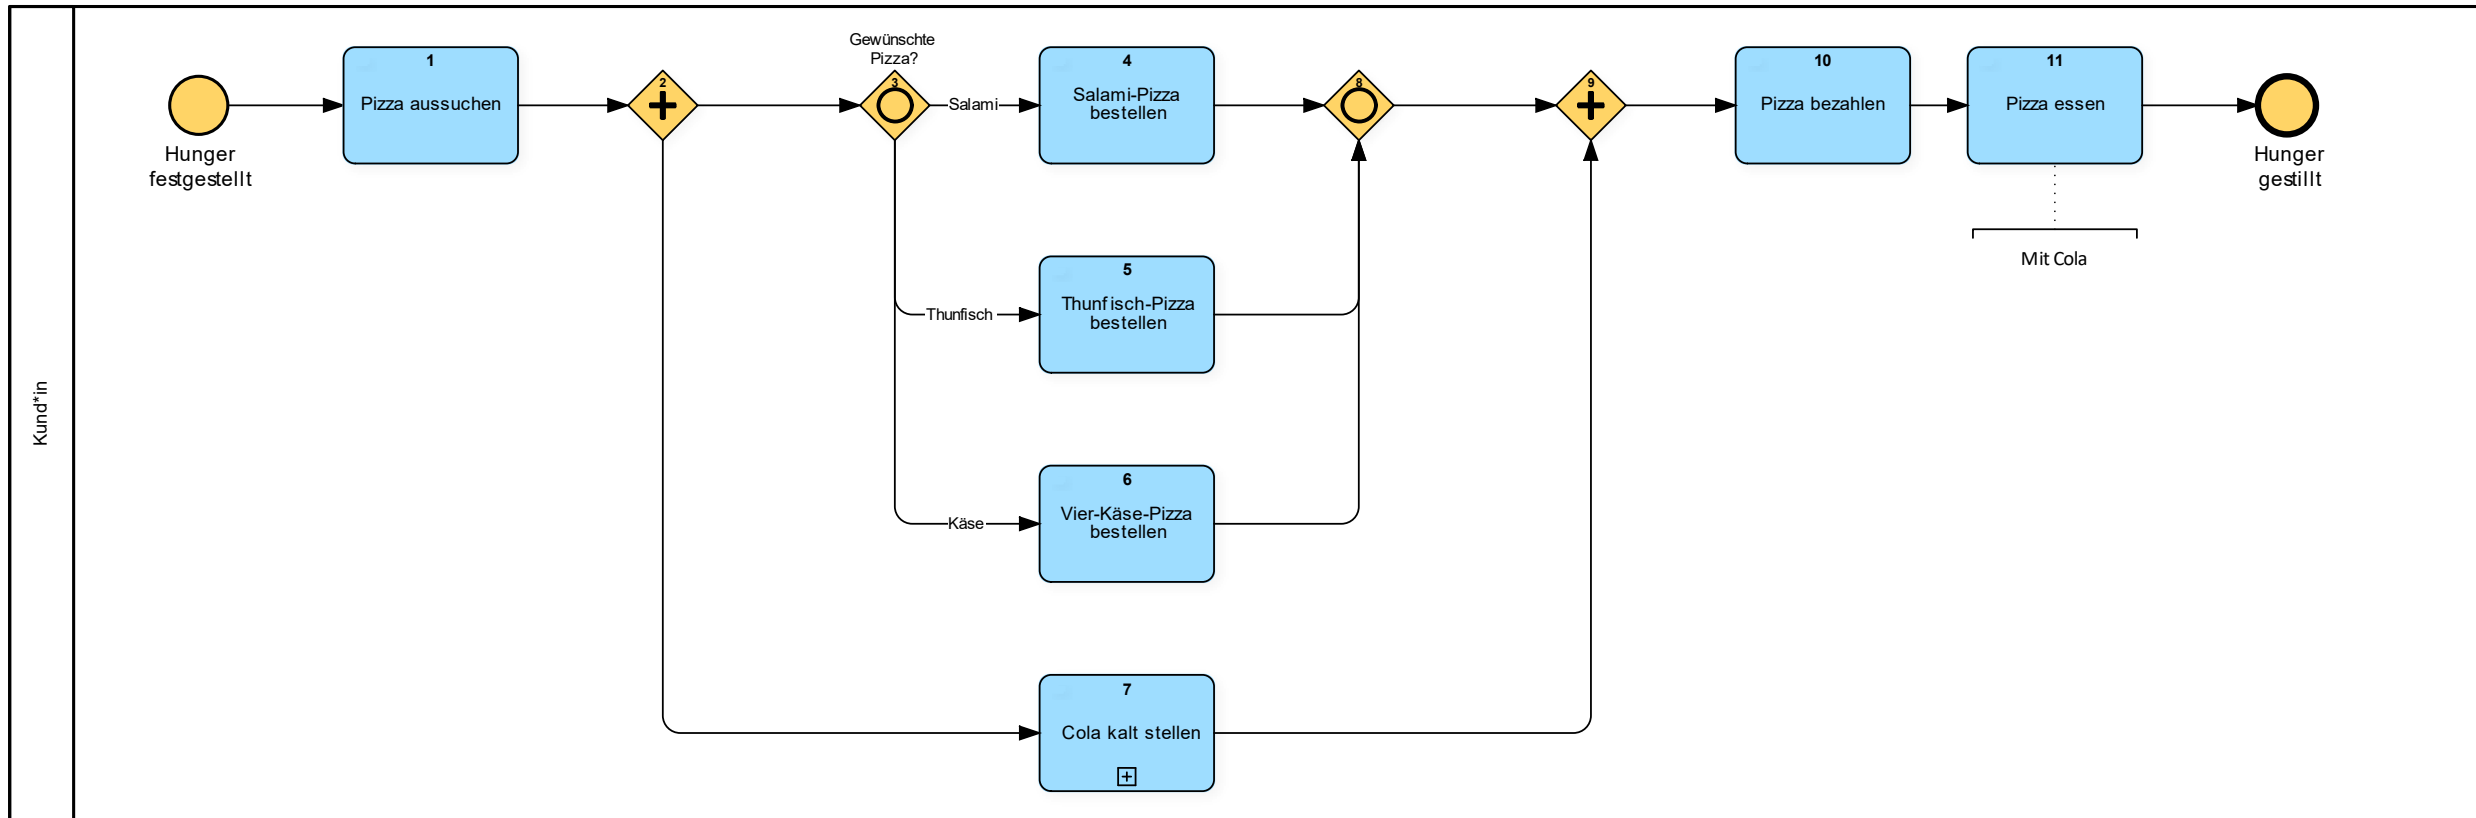 Kund*in
Hunger
festgestellt
1
Pizza aussuchen
2
Gewünschte
Pizza?
3
Salami
4
Salami-Pizza
bestellen
Thunfisch
5
Thunfisch-Pizza
bestellen
Käse
6
Vier-Käse-Pizza
bestellen
7
Cola kalt stellen
8
9
10
Pizza bezahlen
11
Pizza essen
Mit Cola
Hunger
gestillt